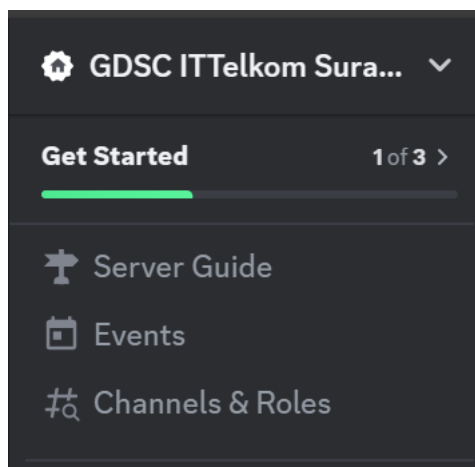 GDSC ITTelkom Sura...
Get Started 1 of 3 >
Server Guide
Events
Channels & Roles